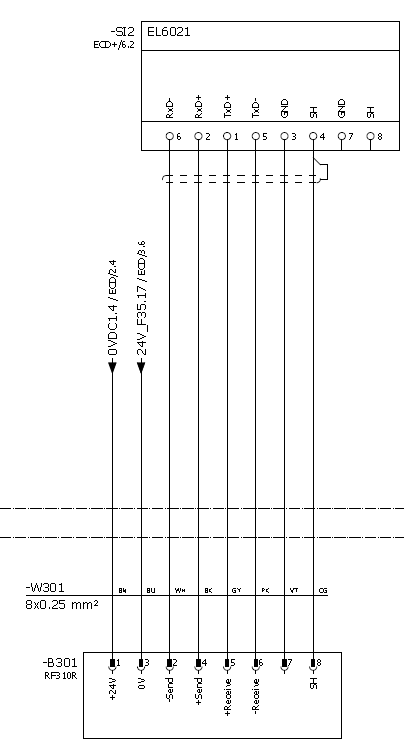 -SI2 EL6021
ECD+/6.2
RxD- RxD+ TxD+ TxD- GND SH GND SH
6 2 1 5 3 4 7 8
0VDC1.4 / ECD/2.4
24V_F35.17 / ECD/3.6
-W301 BN BU WH BK GY PK VT OG
8x0.25 mm²
-B301 1 3 2 4 5 6 7 8
RF310R
+24V 0V -Send +Send +Receive -Receive SH